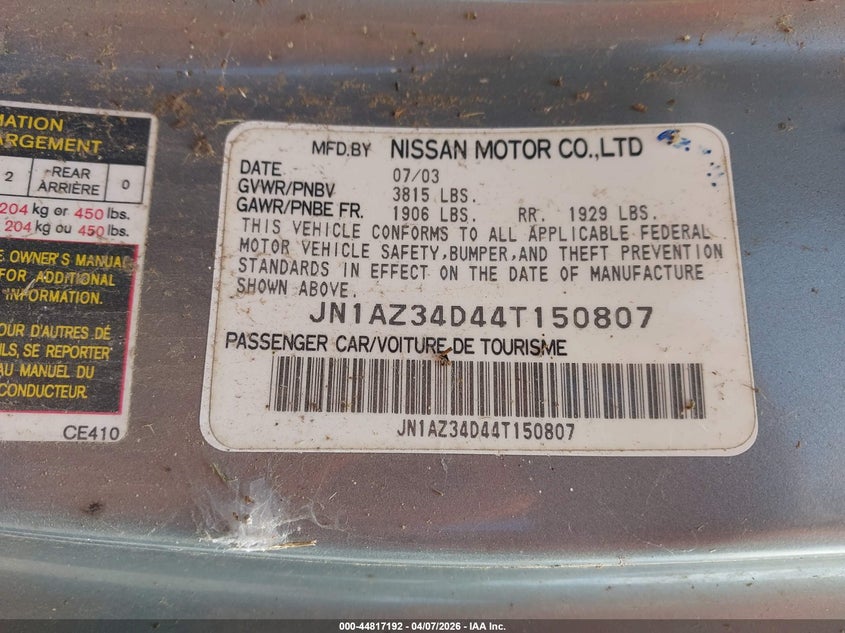 MATION
ARGEMENT
2 REAR ARRIÈRE 0
204 kg or 450 lbs.
204 kg ou 450 lbs.
E OWNER'S MANUAL
FOR ADDITIONAL
INFORMATION.
OUR D'AUTRES DÉ
ILS, SE REPORTER
AU MANUEL DU
CONDUCTEUR.
CE410
MFD.BY NISSAN MOTOR CO.,LTD
DATE 07/03
GVWR/PNBV 3815 LBS.
GAWR/PNBE FR. 1906 LBS. RR. 1929 LBS.
THIS VEHICLE CONFORMS TO ALL APPLICABLE FEDERAL
MOTOR VEHICLE SAFETY,BUMPER,AND THEFT PREVENTION
STANDARDS IN EFFECT ON THE DATE OF MANUFACTURE
SHOWN ABOVE.
JN1AZ34D44T150807
PASSENGER CAR/VOITURE DE TOURISME
JN1AZ34D44T150807
000-44817192 - 04/07/2026 - IAA Inc.